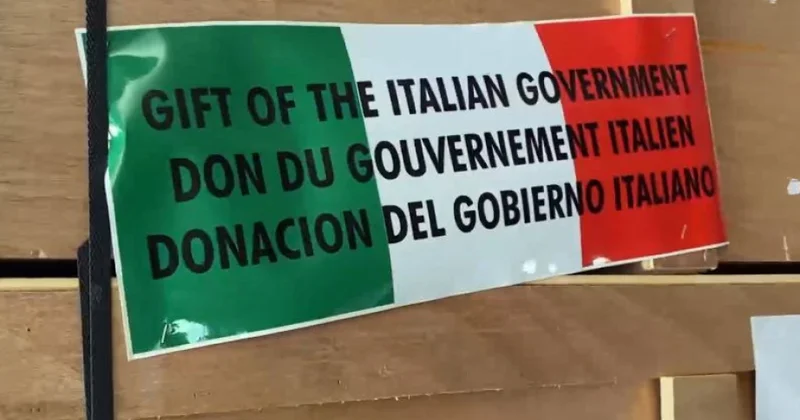 GIFT OF THE ITALIAN GOVERNMENT
DON DU GOUVERNEMENT ITALIEN
DONACION DEL GOBIERNO ITALIANO